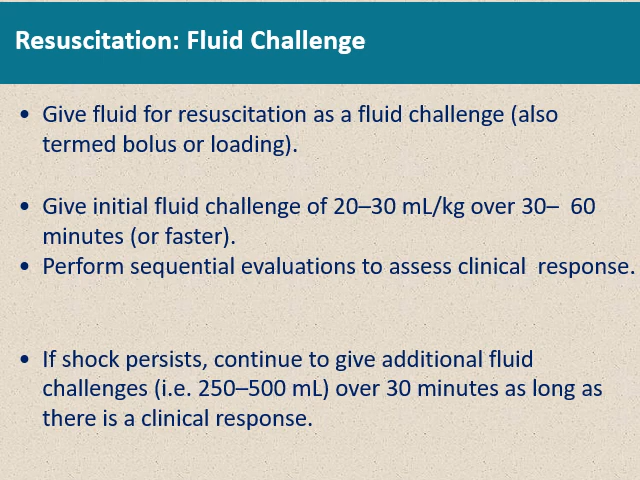 Resuscitation: Fluid Challenge
• Give fluid for resuscitation as a fluid challenge (also
termed bolus or loading).
• Give initial fluid challenge of 20–30 mL/kg over 30– 60
minutes (or faster).
• Perform sequential evaluations to assess clinical response.
• If shock persists, continue to give additional fluid
challenges (i.e. 250–500 mL) over 30 minutes as long as
there is a clinical response.